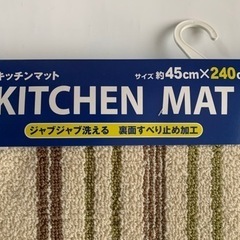 キッチンマット
サイズ 約45cm×240c
KITCHEN MAT
ジャブジャブ洗える 裏面すべり止め加工